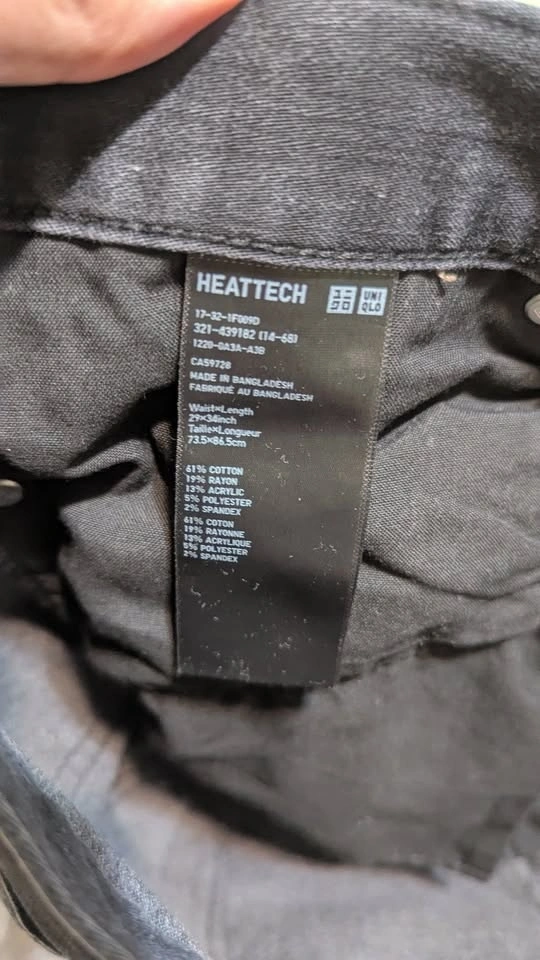 HEATTECH
ユニ
クロ
UNI
QLO
17-32-1F009D
321-439182 (14-68)
1220-GA3A-A3B
CA59728
MADE IN BANGLADESH
FABRIQUÉ AU BANGLADESH
Waist×Length
29×34inch
Taille×Longueur
73.5×86.5cm
61% COTTON
19% RAYON
13% ACRYLIC
5% POLYESTER
2% SPANDEX
61% COTON
19% RAYONNE
13% ACRYLIQUE
5% POLYESTER
2% SPANDEX